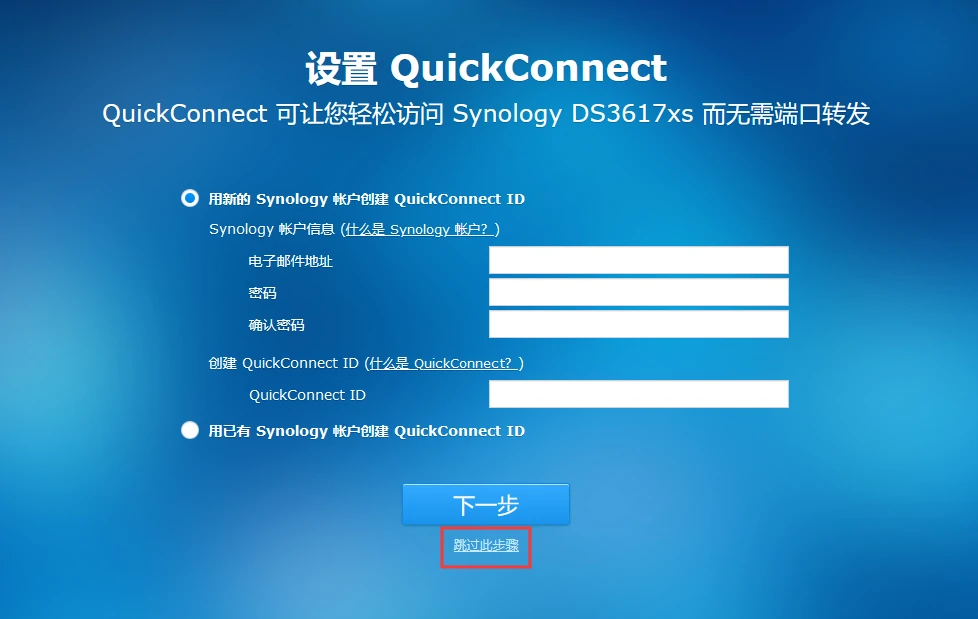 设置 QuickConnect
QuickConnect 可让您轻松访问 Synology DS3617xs 而无需端口转发
用新的 Synology 帐户创建 QuickConnect ID
Synology 帐户信息 (什么是 Synology 帐户？)
电子邮件地址
密码
确认密码
创建 QuickConnect ID (什么是 QuickConnect？)
QuickConnect ID
用已有 Synology 帐户创建 QuickConnect ID
下一步
跳过此步骤